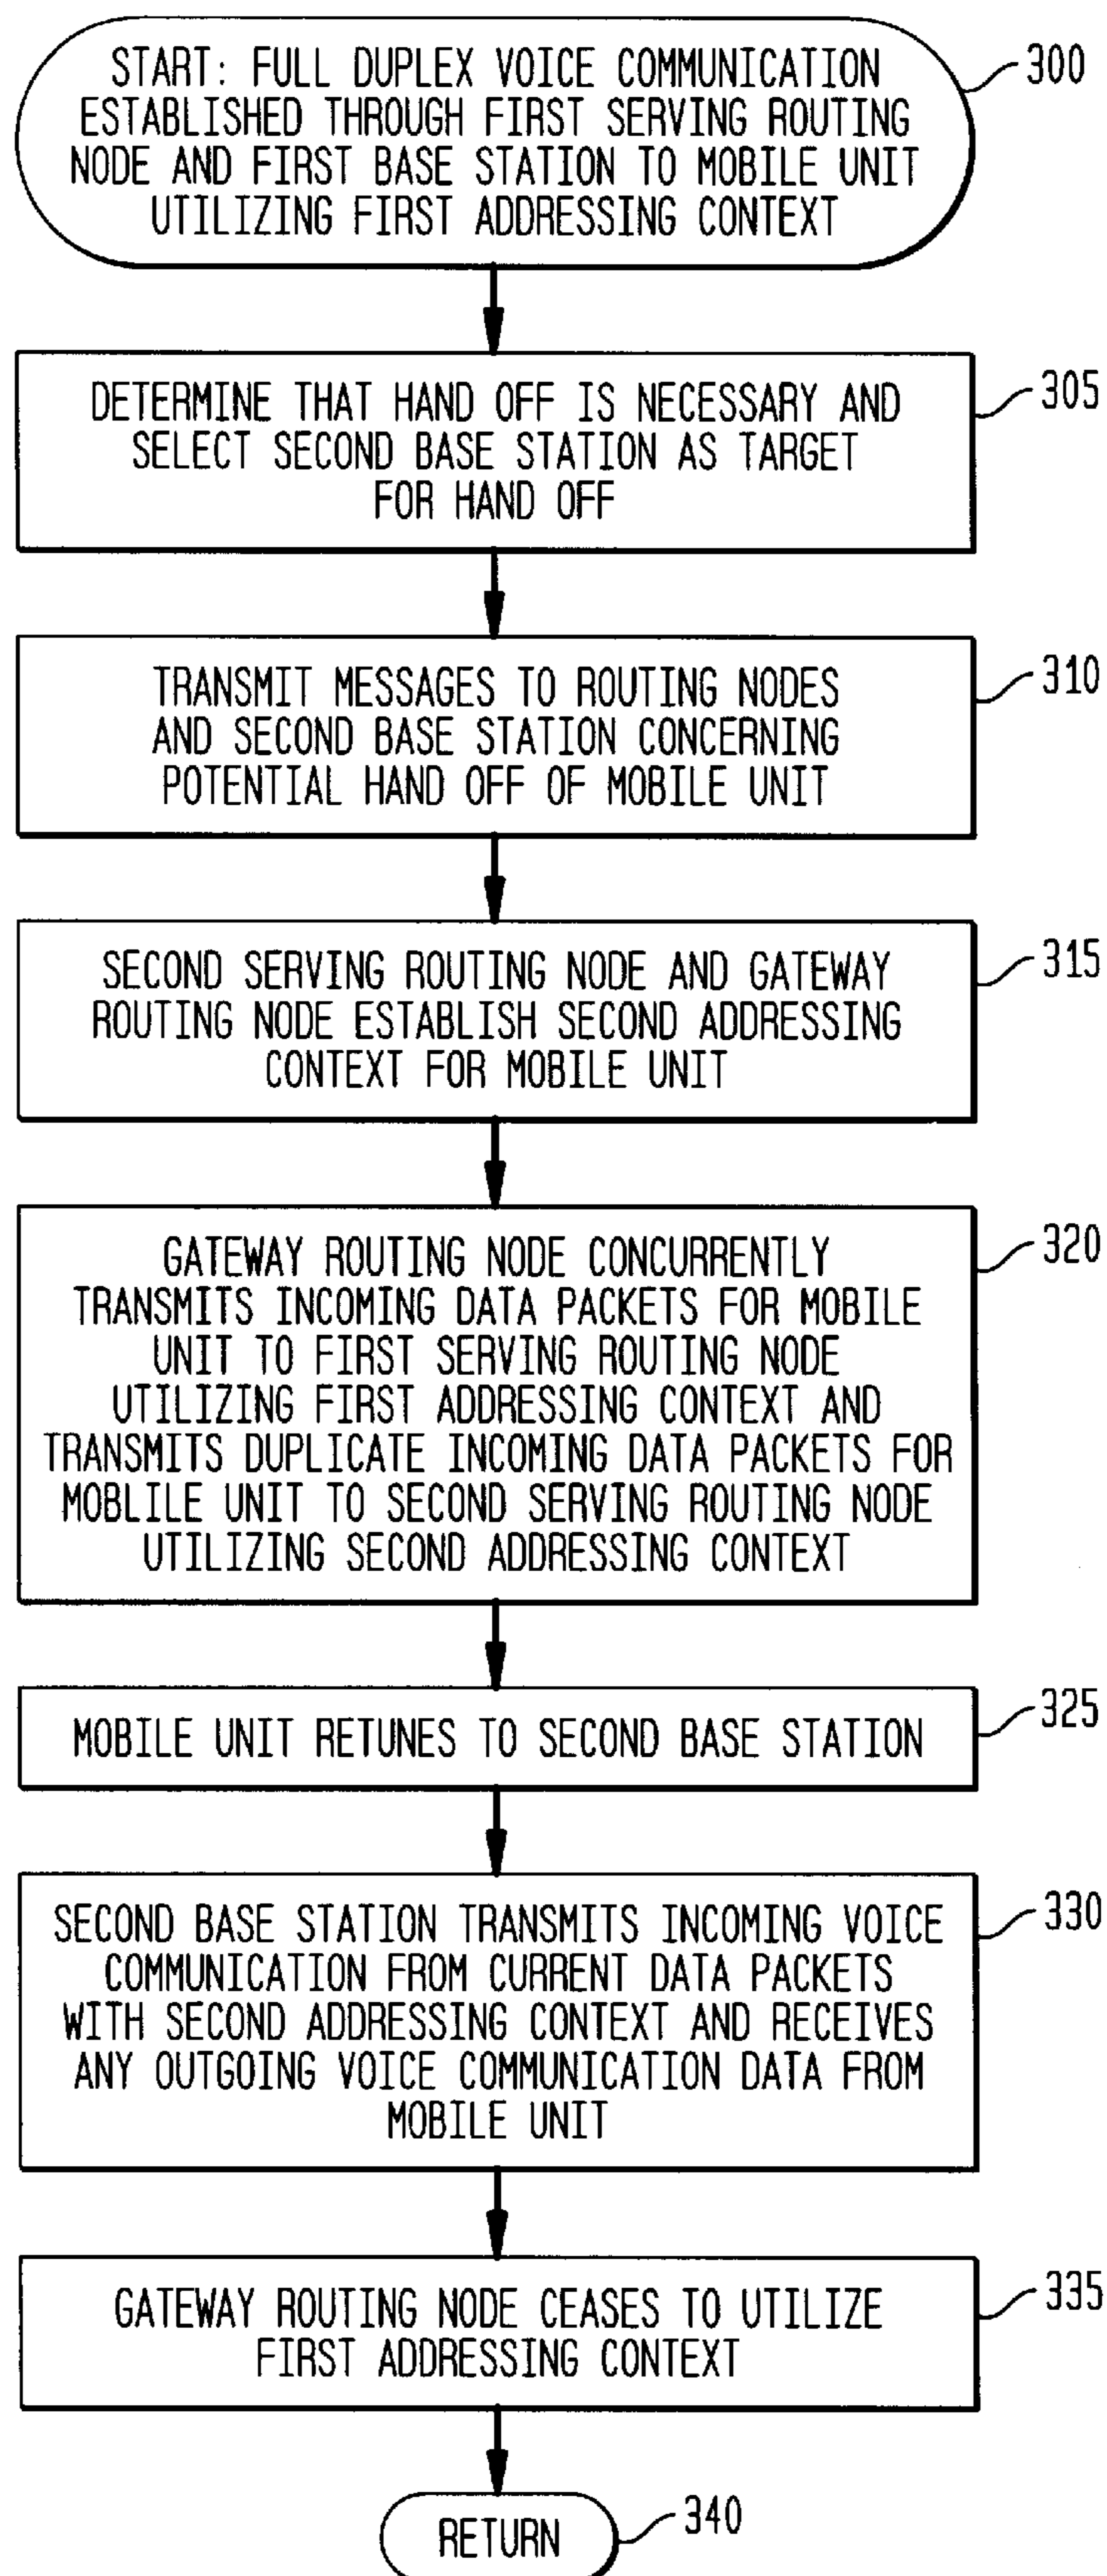 START: FULL DUPLEX VOICE COMMUNICATION
ESTABLISHED THROUGH FIRST SERVING ROUTING
NODE AND FIRST BASE STATION TO MOBILE UNIT
UTILIZING FIRST ADDRESSING CONTEXT
300
DETERMINE THAT HAND OFF IS NECESSARY AND
SELECT SECOND BASE STATION AS TARGET
FOR HAND OFF
305
TRANSMIT MESSAGES TO ROUTING NODES
AND SECOND BASE STATION CONCERNING
POTENTIAL HAND OFF OF MOBILE UNIT
310
SECOND SERVING ROUTING NODE AND GATEWAY
ROUTING NODE ESTABLISH SECOND ADDRESSING
CONTEXT FOR MOBILE UNIT
315
GATEWAY ROUTING NODE CONCURRENTLY
TRANSMITS INCOMING DATA PACKETS FOR MOBILE
UNIT TO FIRST SERVING ROUTING NODE
UTILIZING FIRST ADDRESSING CONTEXT AND
TRANSMITS DUPLICATE INCOMING DATA PACKETS FOR
MOBLILE UNIT TO SECOND SERVING ROUTING NODE
UTILIZING SECOND ADDRESSING CONTEXT
320
MOBILE UNIT RETUNES TO SECOND BASE STATION
325
SECOND BASE STATION TRANSMITS INCOMING VOICE
COMMUNICATION FROM CURRENT DATA PACKETS
WITH SECOND ADDRESSING CONTEXT AND RECEIVES
ANY OUTGOING VOICE COMMUNICATION DATA FROM
MOBILE UNIT
330
GATEWAY ROUTING NODE CEASES TO UTILIZE
FIRST ADDRESSING CONTEXT
335
RETURN
340